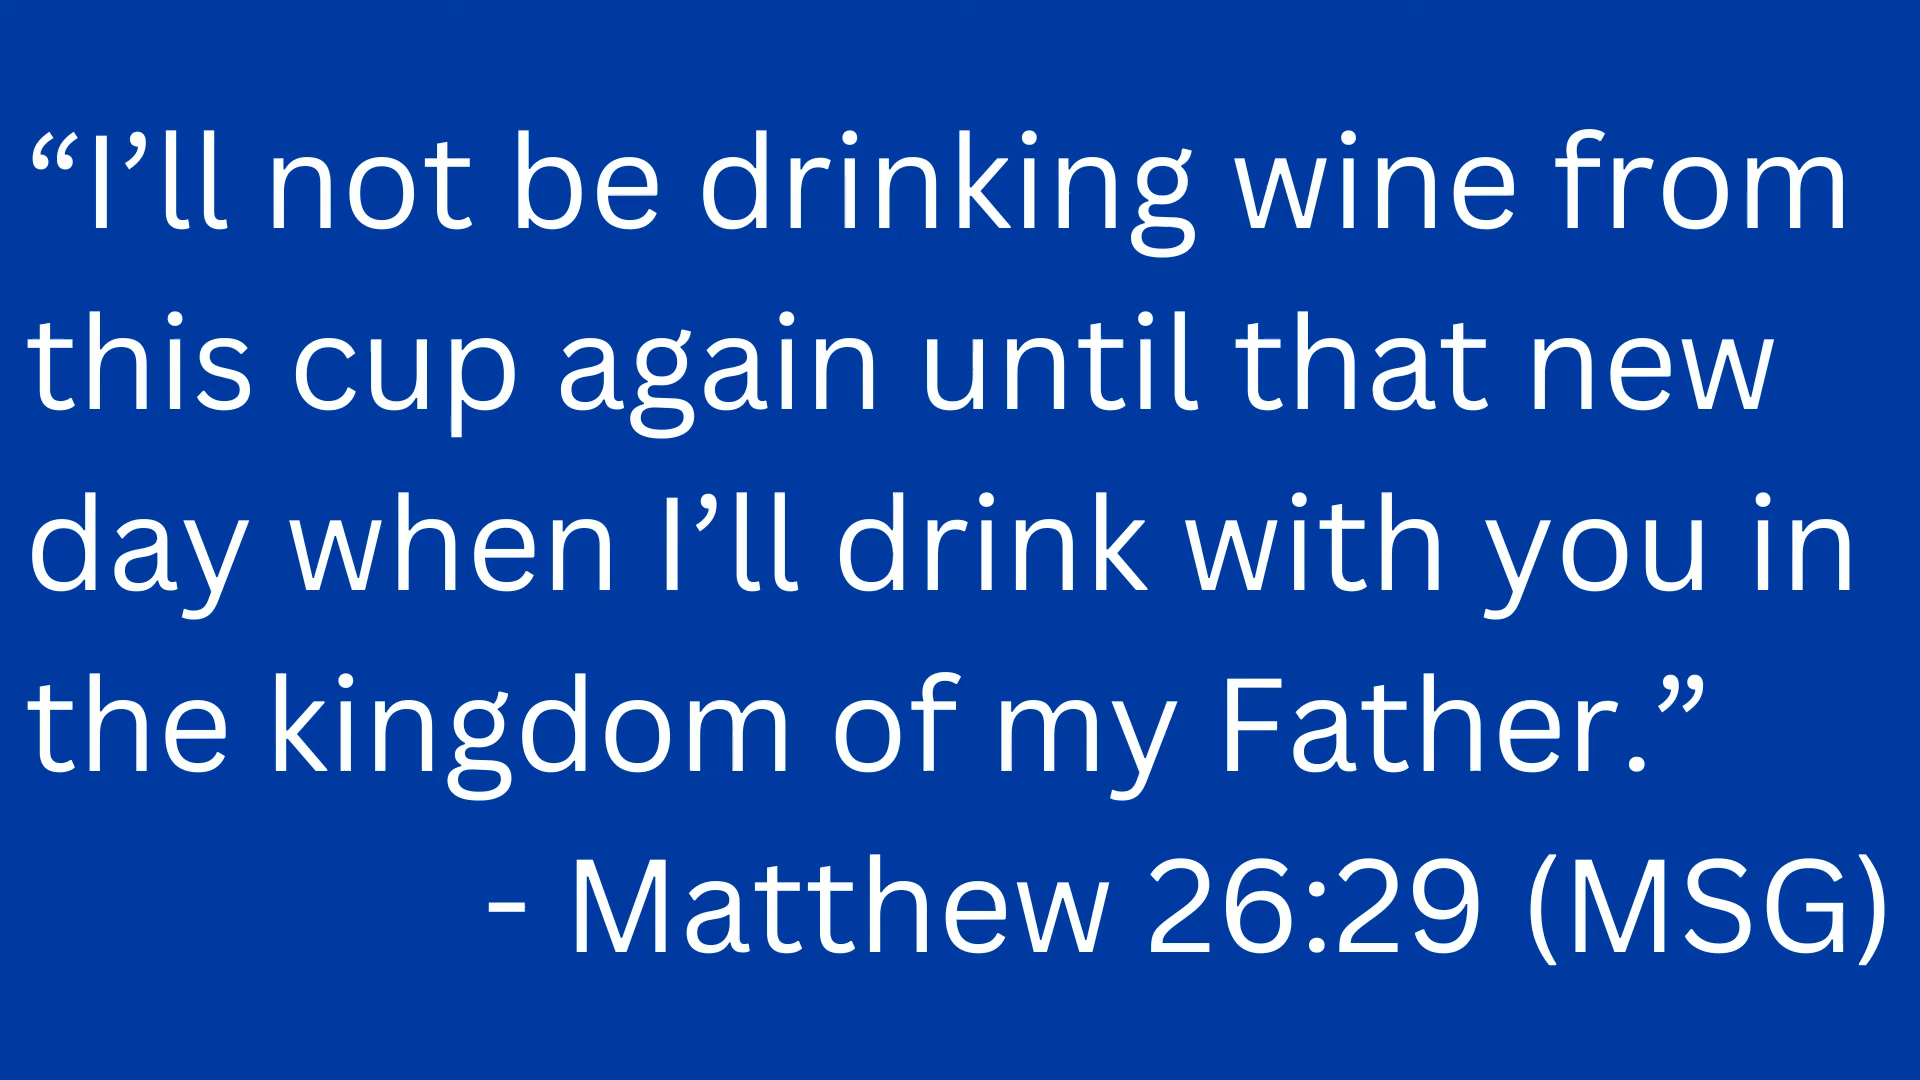 “I’ll not be drinking wine from
this cup again until that new
day when I’ll drink with you in
the kingdom of my Father.”
- Matthew 26:29 (MSG)